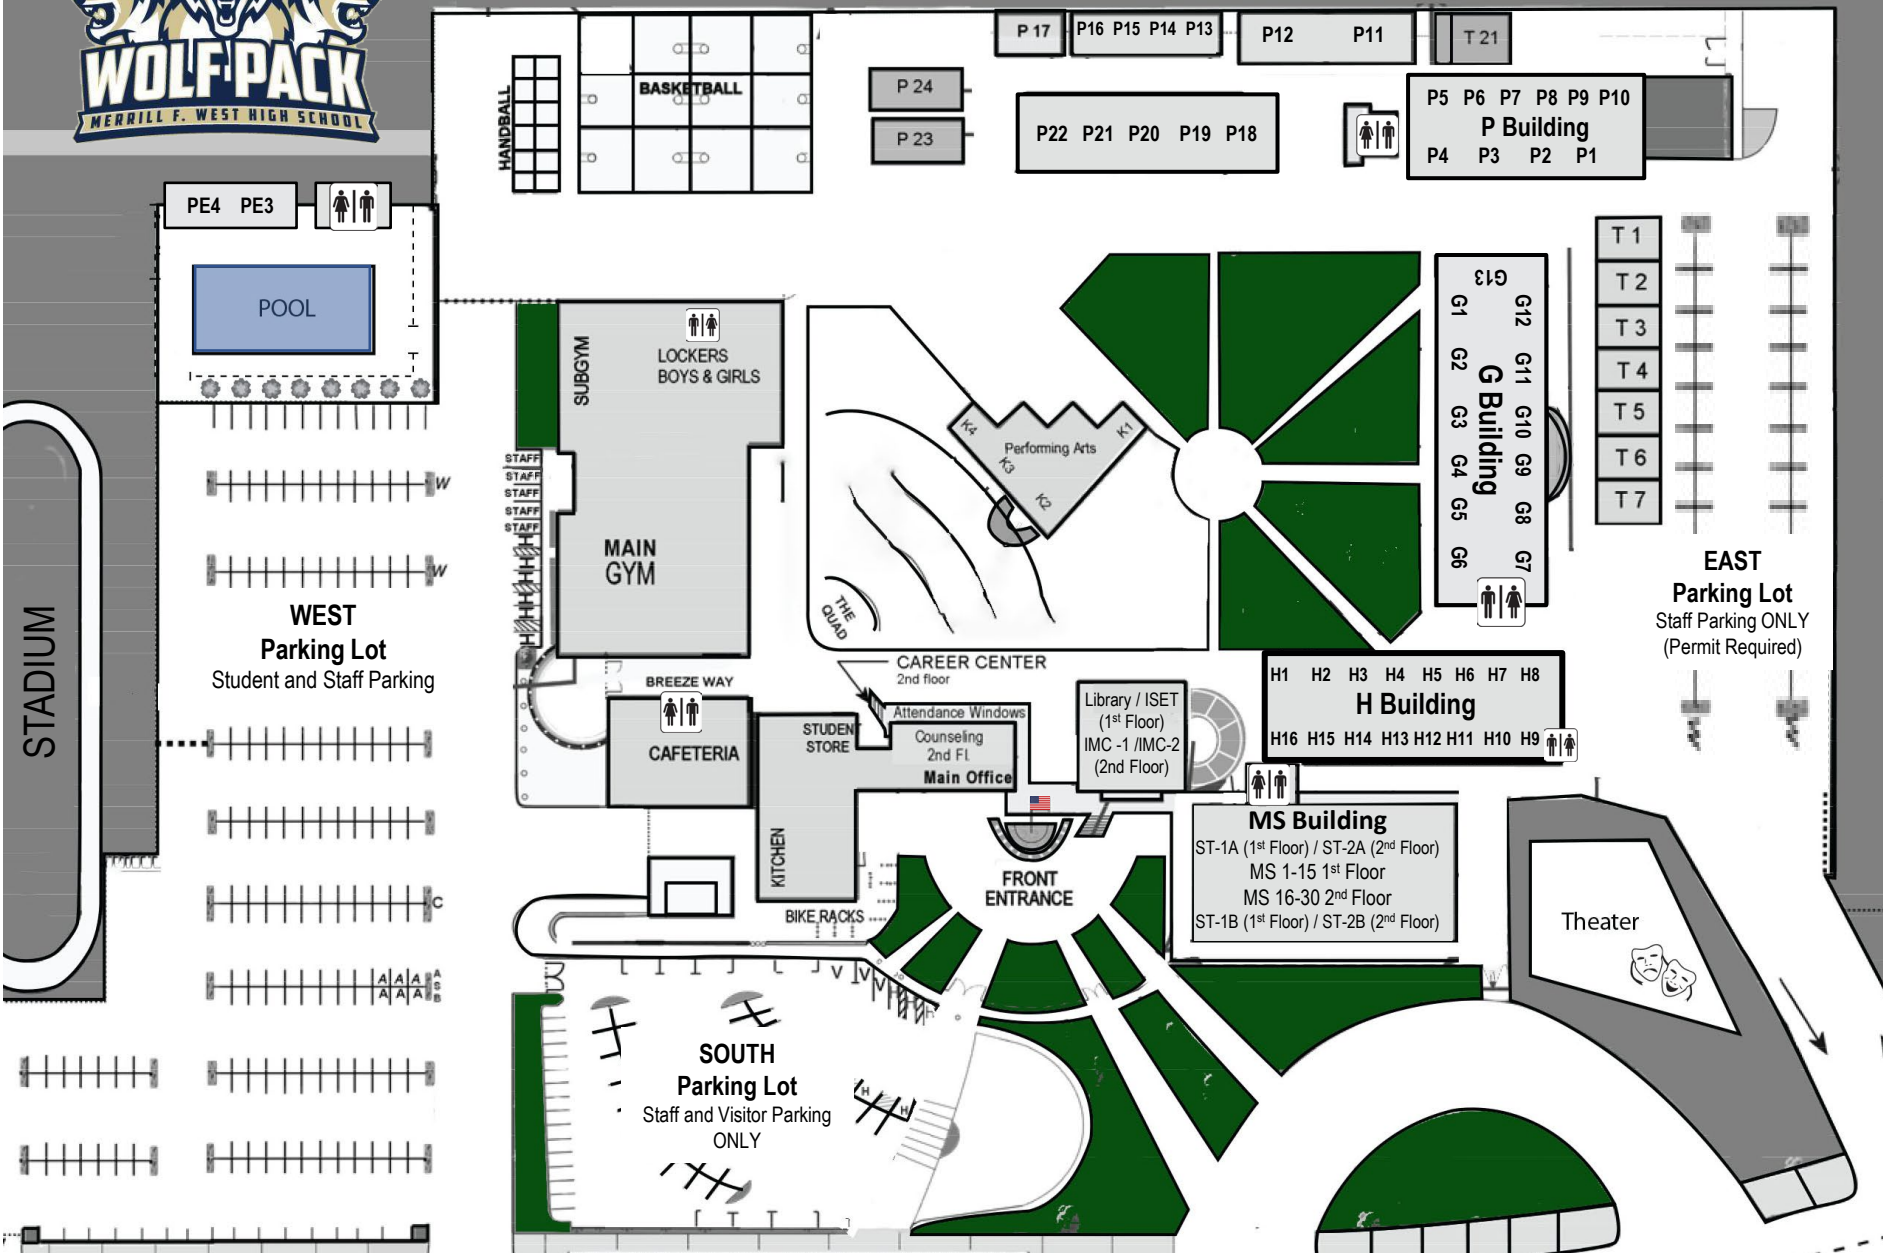 WOLF PACK
MERRILL F. WEST HIGH SCHOOL
HANDBALL
BASKETBALL
P 24
P 23
P 17
P16 P15 P14 P13
P12 P11
T 21
P22 P21 P20 P19 P18
P5 P6 P7 P8 P9 P10
P Building
P4 P3 P2 P1
PE4 PE3
POOL
STADIUM
WEST
Parking Lot
Student and Staff Parking
W
W
C
A A A
A A A
A
S
B
SUBGYM
LOCKERS
BOYS & GIRLS
STAFF
STAFF
STAFF
STAFF
STAFF
MAIN
GYM
BREEZE WAY
CAFETERIA
STUDENT
STORE
KITCHEN
BIKE RACKS
THE
QUAD
K4
K3
K2
K1
Performing Arts
CAREER CENTER
2nd floor
Attendance Windows
Counseling
2nd Fl.
Main Office
Library / ISET
(1st Floor)
IMC -1 /IMC-2
(2nd Floor)
FRONT
ENTRANCE
G13
G1
G2
G3
G4
G5
G6
G Building
G12
G11
G10
G9
G8
G7
T 1
T 2
T 3
T 4
T 5
T 6
T 7
EAST
Parking Lot
Staff Parking ONLY
(Permit Required)
H1 H2 H3 H4 H5 H6 H7 H8
H Building
H16 H15 H14 H13 H12 H11 H10 H9
MS Building
ST-1A (1st Floor) / ST-2A (2nd Floor)
MS 1-15 1st Floor
MS 16-30 2nd Floor
ST-1B (1st Floor) / ST-2B (2nd Floor)
Theater
V V V
H
SOUTH
Parking Lot
Staff and Visitor Parking
ONLY
H
H